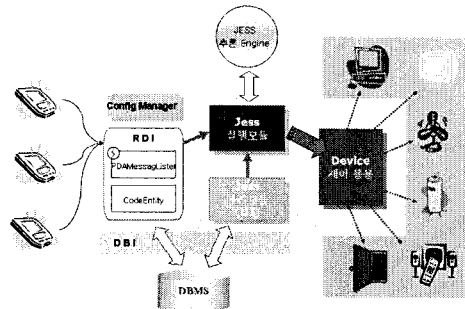 JESS
추론 Engine
Config Manager
RDI
S
PDAMessagListen
CodeEntity
Jess
실행모듈
Device
제어 응용
DBI
DBMS